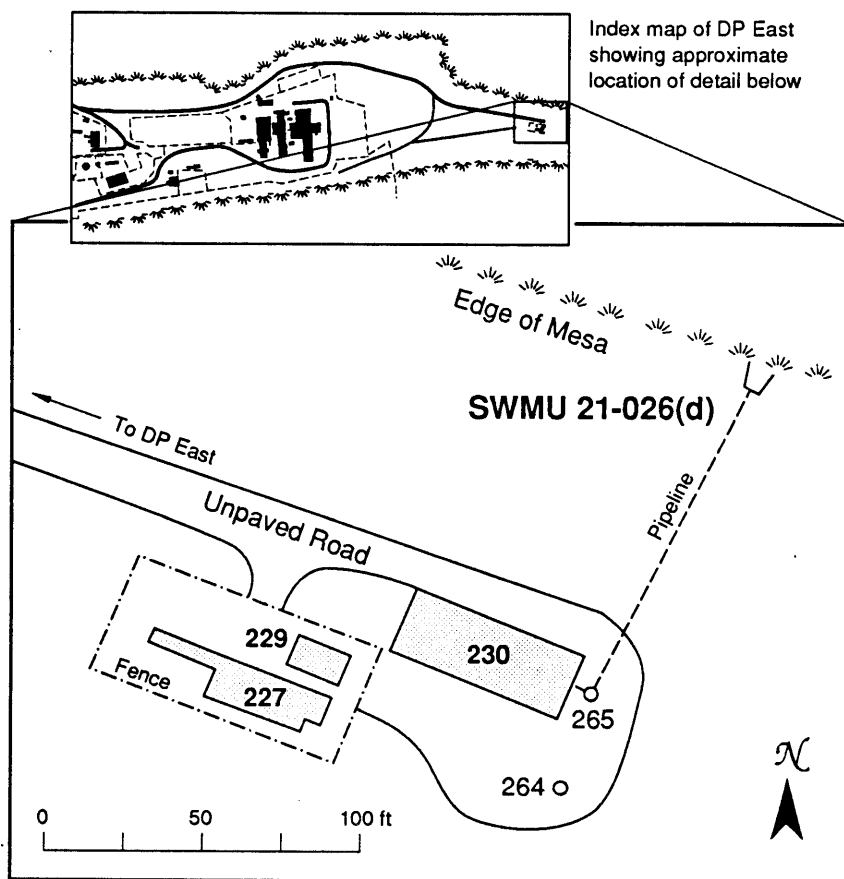 Index map of DP East
showing approximate
location of detail below
Edge of Mesa
SWMU 21-026(d)
To DP East
Pipeline
Unpaved Road
229
230
Fence
227
265
264
N
0 50 100 ft